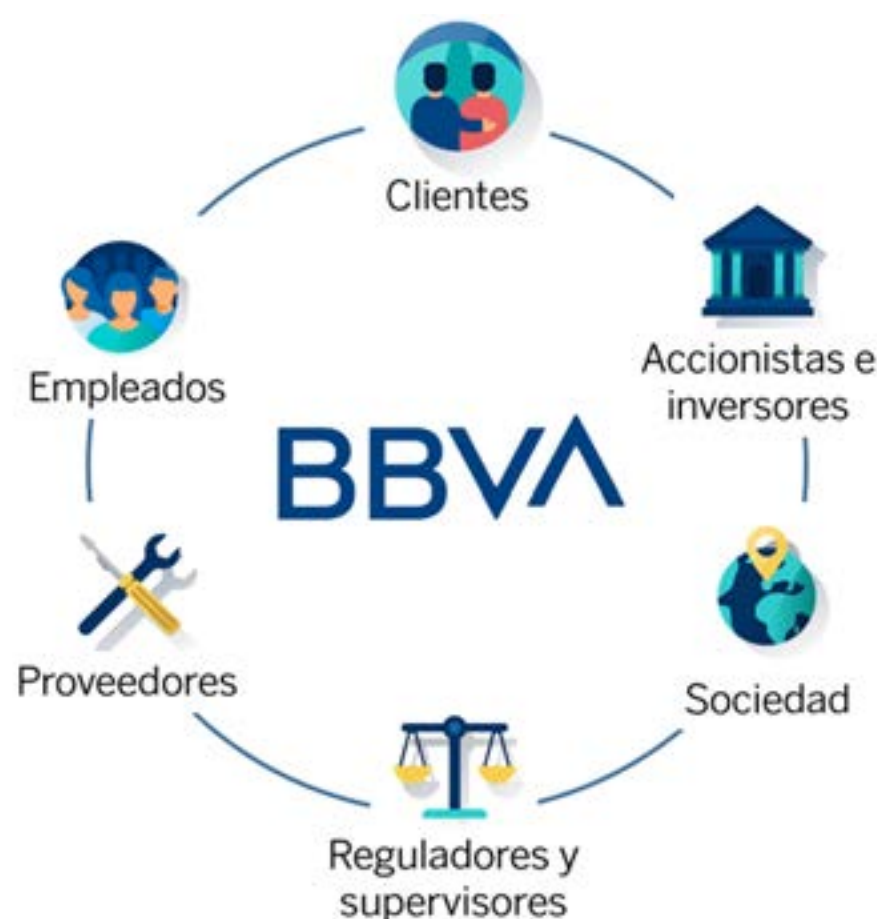 Clientes
Accionistas e
inversores
Empleados
BBVA
Proveedores
Sociedad
Reguladores y
supervisores